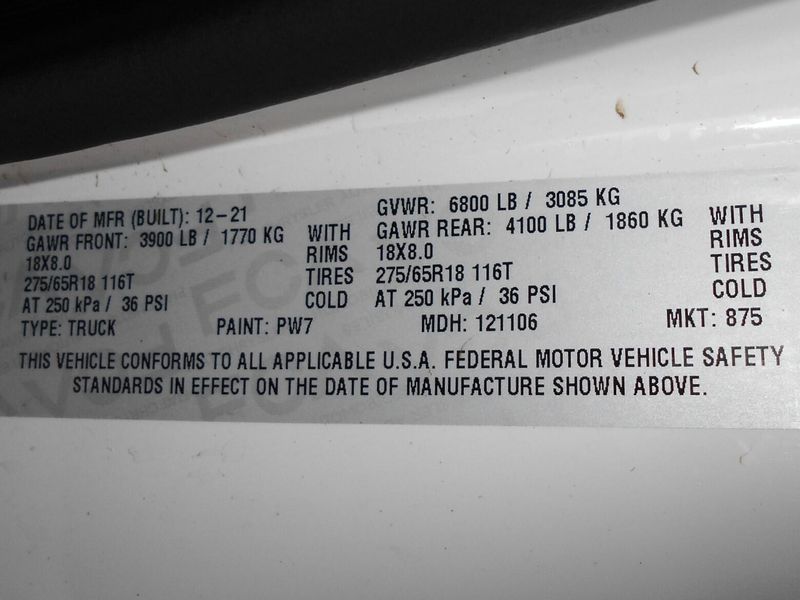 DATE OF MFR (BUILT): 12-21 GVWR: 6800 LB / 3085 KG
GAWR FRONT: 3900 LB / 1770 KG WITH GAWR REAR: 4100 LB / 1860 KG WITH
18X8.0 RIMS 18X8.0 RIMS
275/65R18 116T TIRES 275/65R18 116T TIRES
AT 250 kPa / 36 PSI COLD AT 250 kPa / 36 PSI COLD
TYPE: TRUCK PAINT: PW7 MDH: 121106 MKT: 875
THIS VEHICLE CONFORMS TO ALL APPLICABLE U.S.A. FEDERAL MOTOR VEHICLE SAFETY
STANDARDS IN EFFECT ON THE DATE OF MANUFACTURE SHOWN ABOVE.